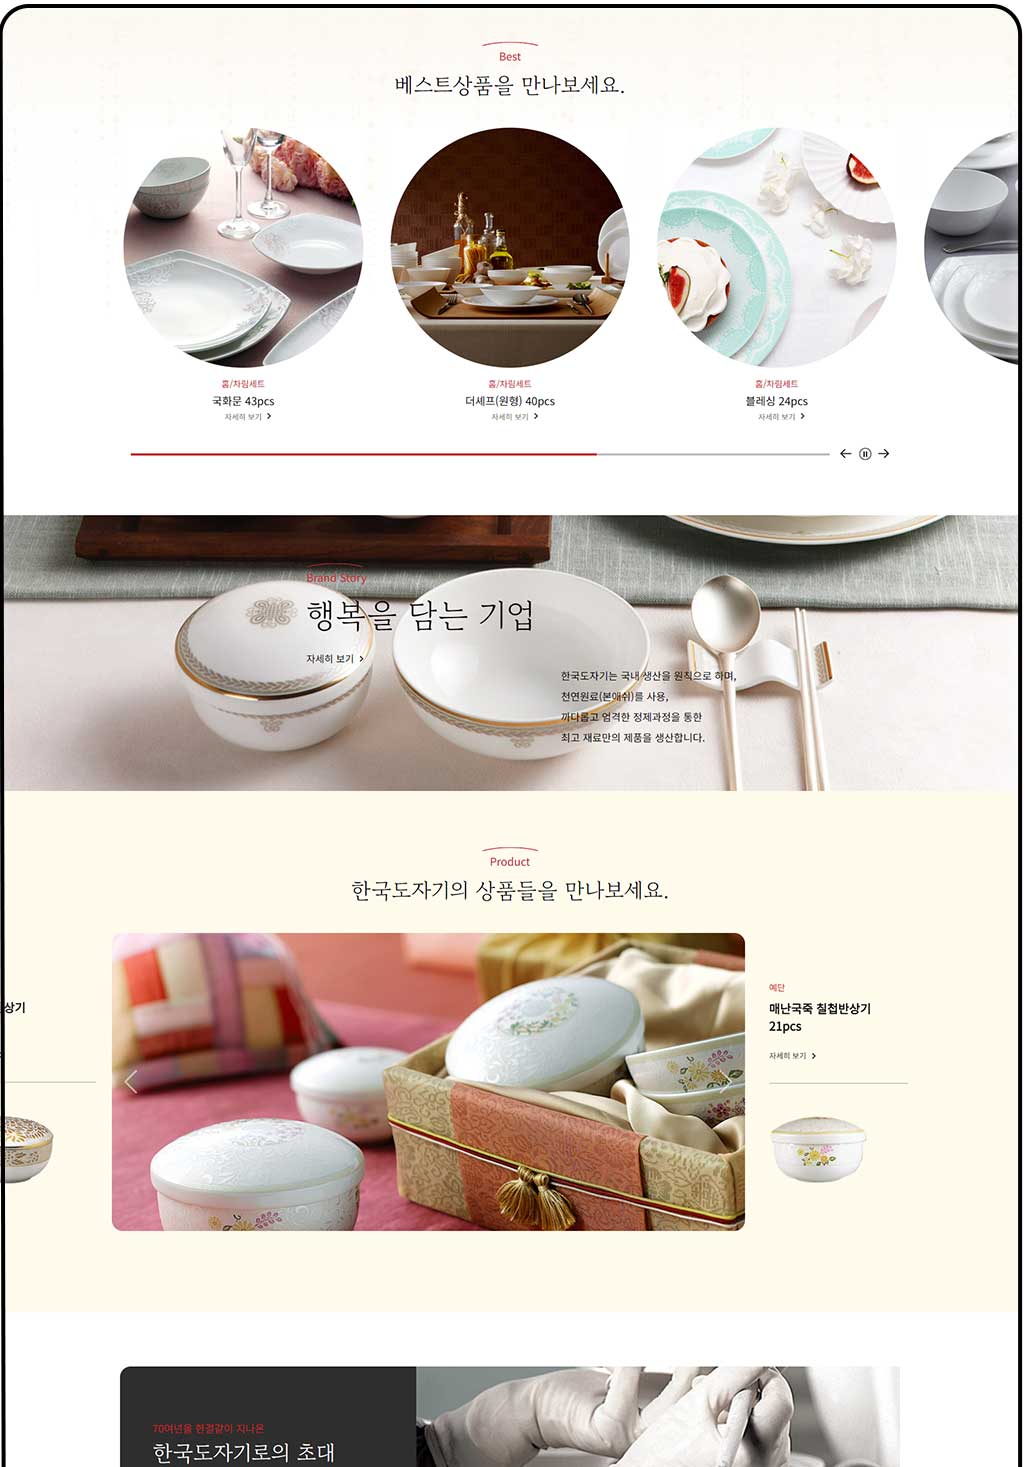 Best
베스트상품을 만나보세요.
홈/차림세트
국화문 43pcs
자세히 보기
홈/차림세트
더셰프(원형) 40pcs
자세히 보기
홈/차림세트
블레싱 24pcs
자세히 보기
Brand Story
행복을 담는 기업
자세히 보기
한국도자기는 국내 생산을 원칙으로 하며,
천연원료(본애쉬)를 사용,
까다롭고 엄격한 정제과정을 통한
최고 재료만의 제품을 생산합니다.
Product
한국도자기의 상품들을 만나보세요.
상기
예단
매난국죽 칠첩반상기
21pcs
자세히 보기
70여년을 한결같이 지나온
한국도자기로의 초대